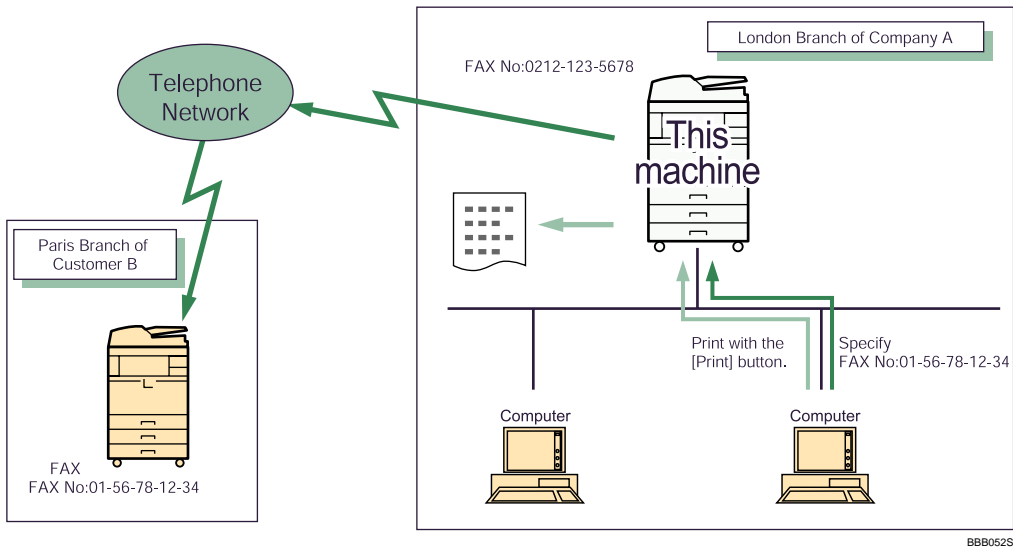 London Branch of Company A
FAX No:0212-123-5678
Telephone
Network
This
machine
Paris Branch of
Customer B
Print with the
[Print] button.
Specify
FAX No:01-56-78-12-34
Computer
Computer
FAX
FAX No:01-56-78-12-34
BBB052S